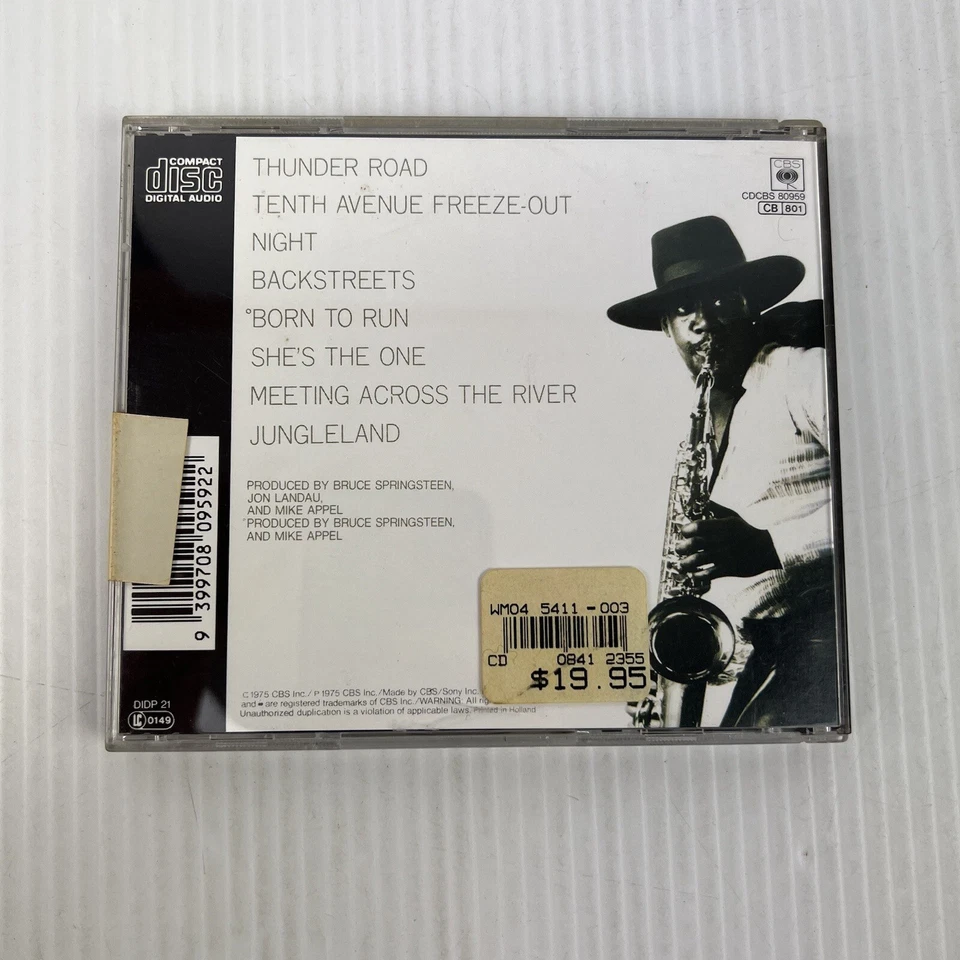 COMPACT
disc
DIGITAL AUDIO
THUNDER ROAD
TENTH AVENUE FREEZE-OUT
NIGHT
BACKSTREETS
°BORN TO RUN
SHE'S THE ONE
MEETING ACROSS THE RIVER
JUNGLELAND
PRODUCED BY BRUCE SPRINGSTEEN,
JON LANDAU,
AND MIKE APPEL
°PRODUCED BY BRUCE SPRINGSTEEN,
AND MIKE APPEL
CBS
CDCBS 80959
CB 801
9 399708 095922
WM04 5411-003
CD 0841 2355
$19.95
DIDP 21
LC 0149
© 1975 CBS Inc./ ℗ 1975 CBS Inc./Made by CBS/Sony Inc.
and are registered trademarks of CBS Inc./WARNING: All
Unauthorized duplication is a violation of applicable laws. Printed in Holland